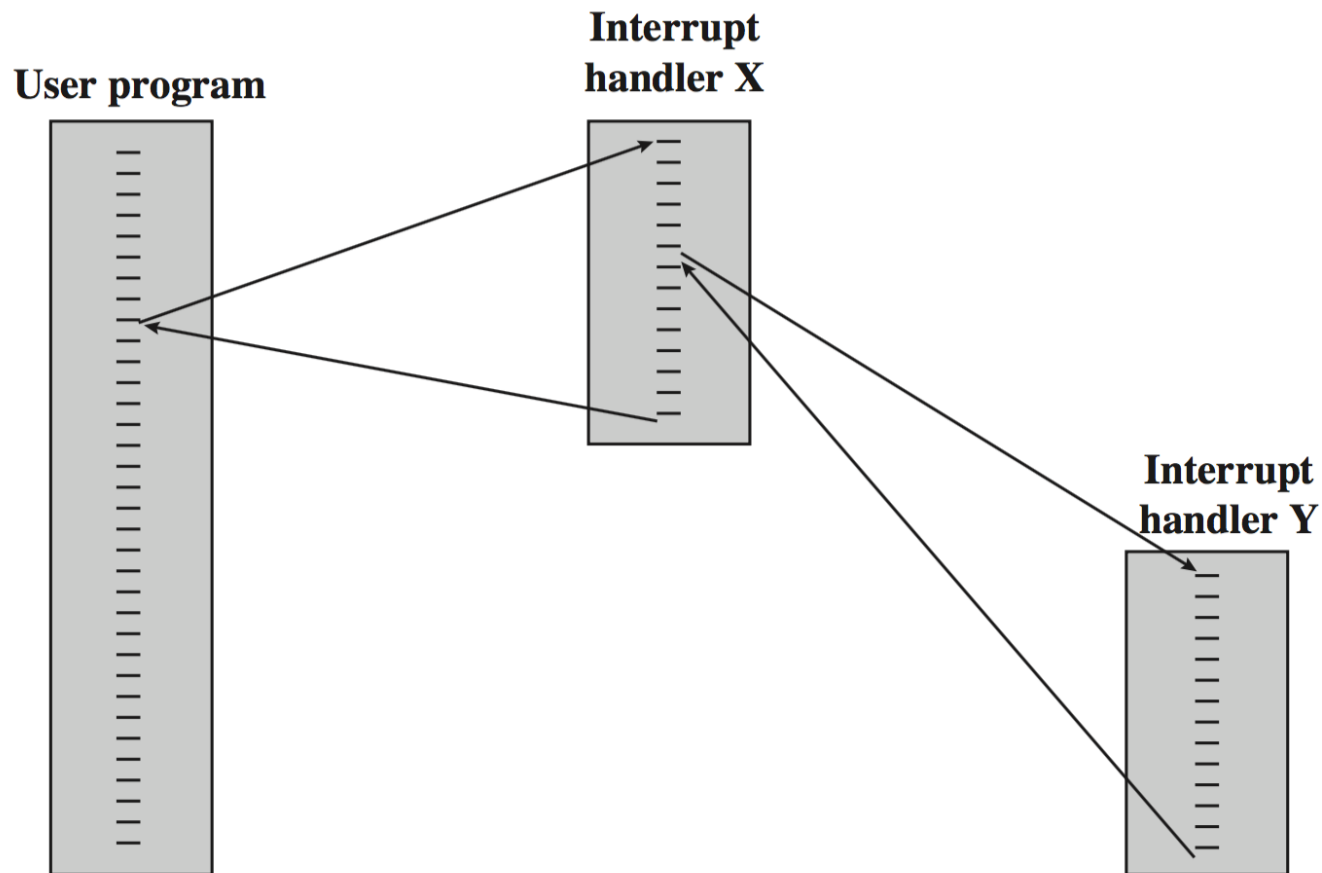 User program
Interrupt
handler X
Interrupt
handler Y